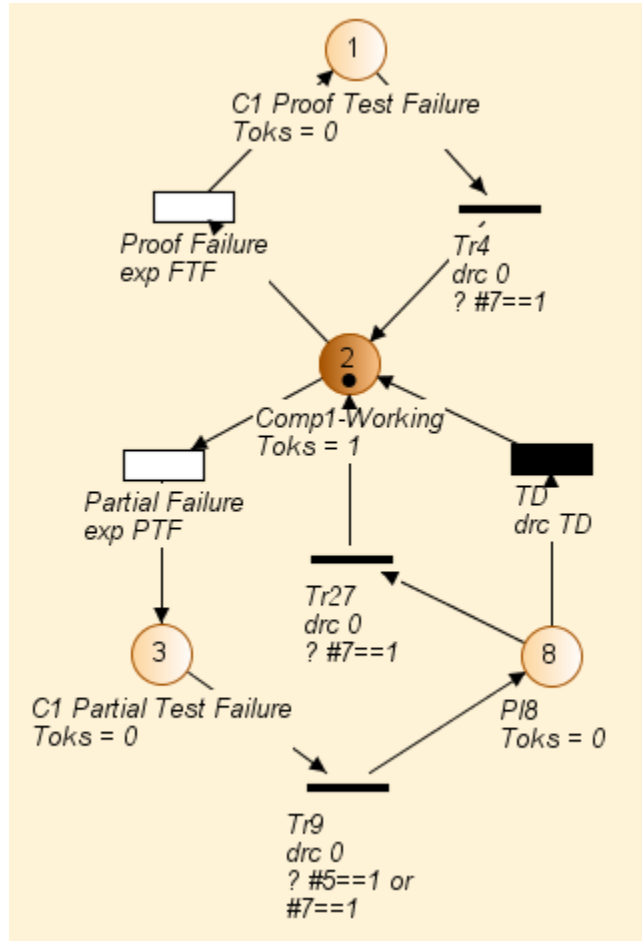 1
C1 Proof Test Failure
Toks = 0
Proof Failure
exp FTF
Tr4
drc 0
? #7==1
2
Comp1-Working
Toks = 1
Partial Failure
exp PTF
TD
drc TD
Tr27
drc 0
? #7==1
3
C1 Partial Test Failure
Toks = 0
8
Pl8
Toks = 0
Tr9
drc 0
? #5==1 or
#7==1